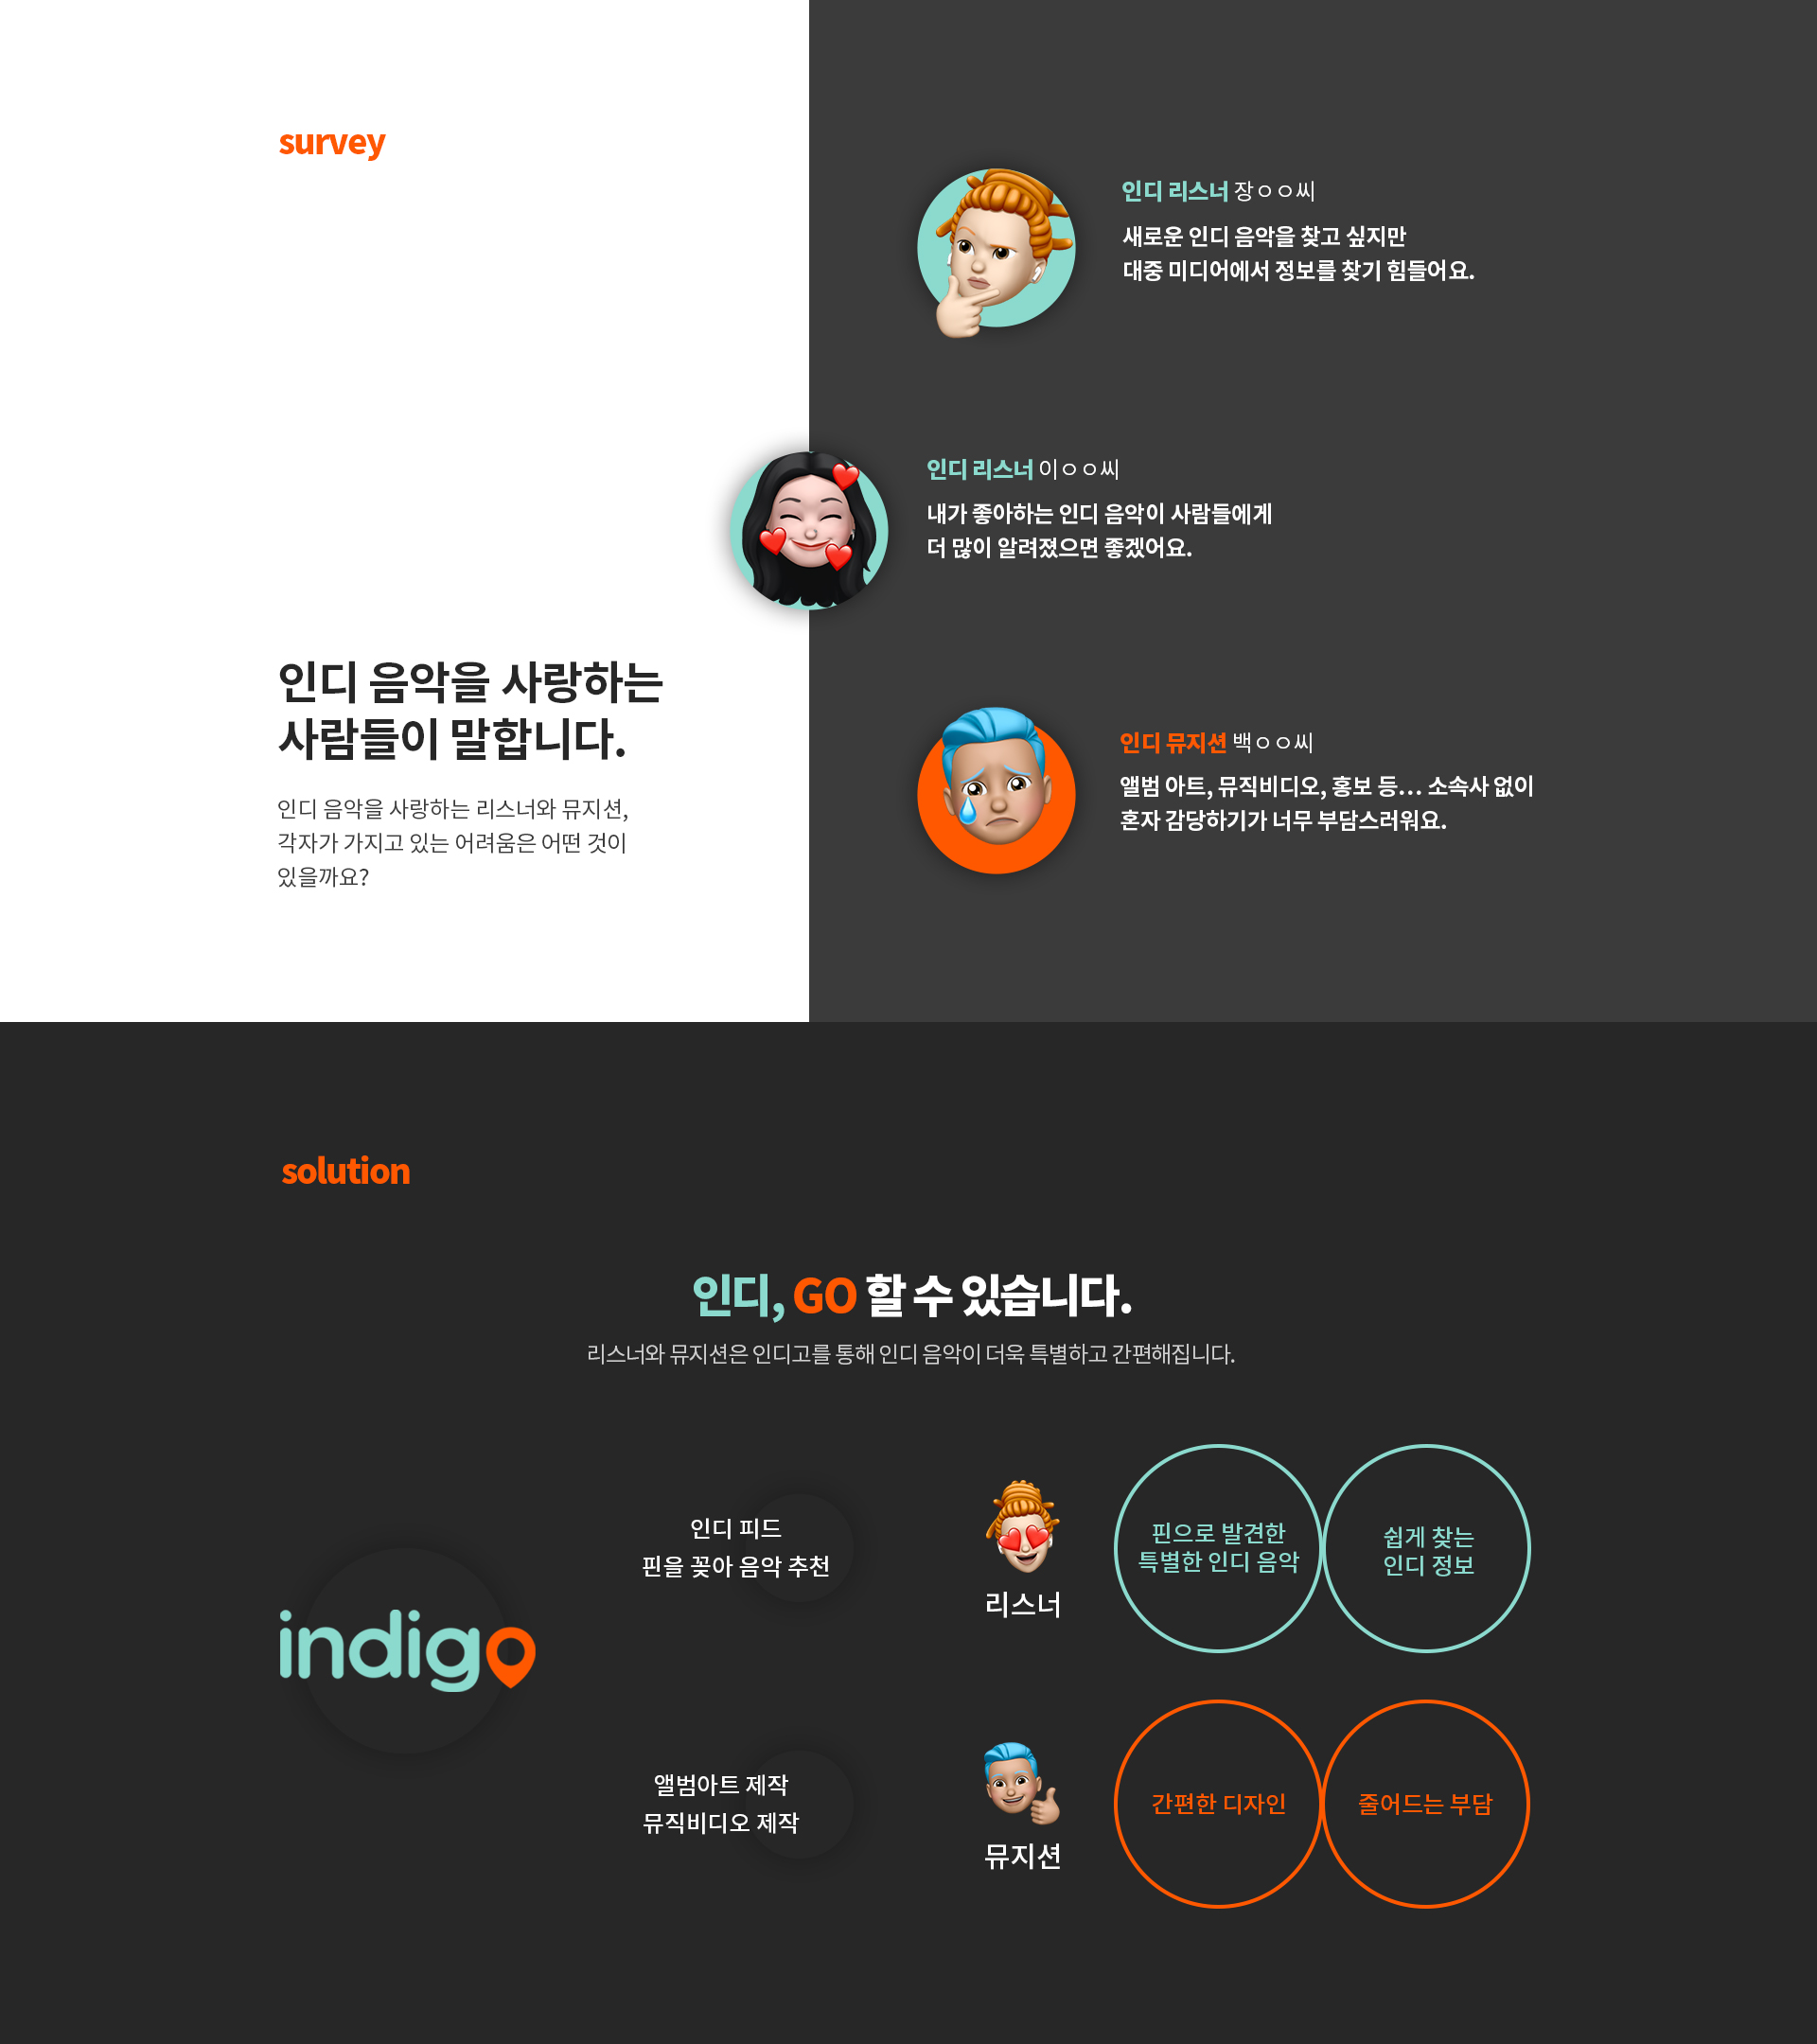 survey
인디 음악을 사랑하는
사람들이 말합니다.
인디 음악을 사랑하는 리스너와 뮤지션,
각자가 가지고 있는 어려움은 어떤 것이
있을까요?
인디 리스너 장ㅇㅇ씨
새로운 인디 음악을 찾고 싶지만
대중 미디어에서 정보를 찾기 힘들어요.
인디 리스너 이ㅇㅇ씨
내가 좋아하는 인디 음악이 사람들에게
더 많이 알려졌으면 좋겠어요.
인디 뮤지션 백ㅇㅇ씨
앨범 아트, 뮤직비디오, 홍보 등... 소속사 없이
혼자 감당하기가 너무 부담스러워요.
solution
인디, GO 할 수 있습니다.
리스너와 뮤지션은 인디고를 통해 인디 음악이 더욱 특별하고 간편해집니다.
indigo
인디 피드
핀을 꽂아 음악 추천
리스너
핀으로 발견한
특별한 인디 음악
쉽게 찾는
인디 정보
앨범아트 제작
뮤직비디오 제작
뮤지션
간편한 디자인
줄어드는 부담